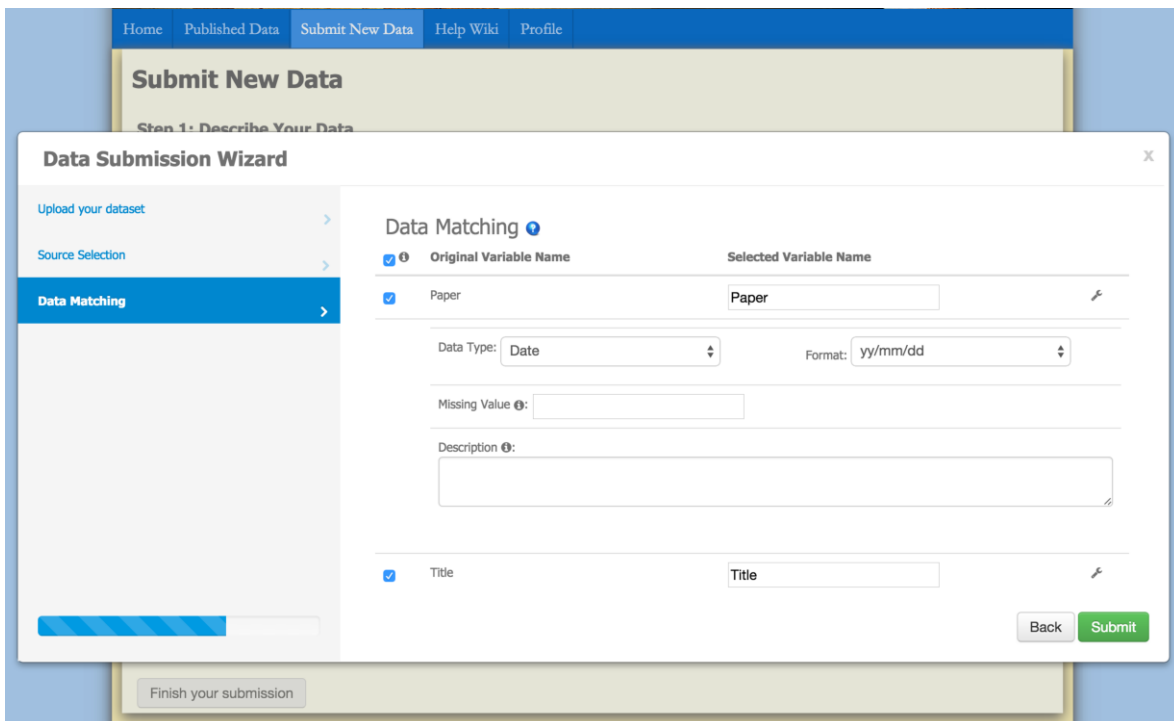 Home Published Data Submit New Data Help Wiki Profile
Submit New Data
Step 1: Describe Your Data
Data Submission Wizard x
Upload your dataset
Source Selection
Data Matching
Data Matching
Original Variable Name Selected Variable Name
Paper Paper
Data Type: Date Format: yy/mm/dd
Missing Value :
Description :
Title Title
Back Submit
Finish your submission